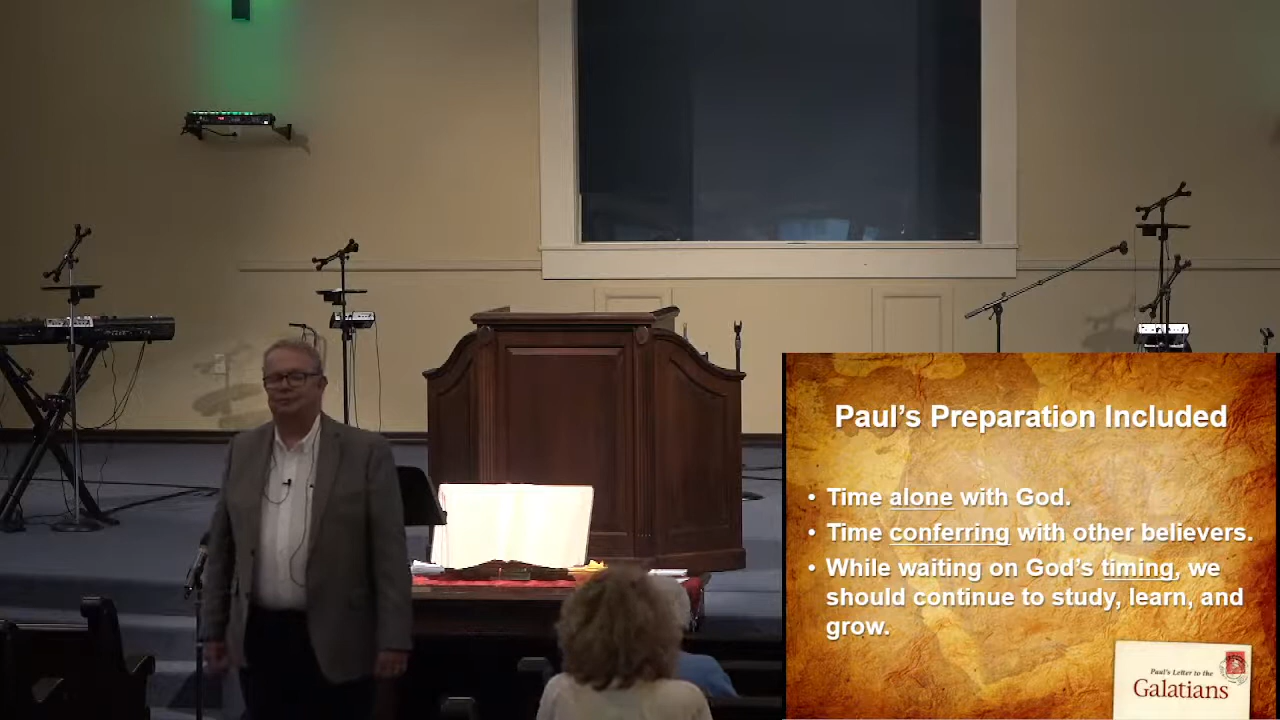 Paul's Preparation Included
• Time alone with God.
• Time conferring with other believers.
• While waiting on God's timing, we
should continue to study, learn, and
grow.
Paul's Letter to the
Galatians